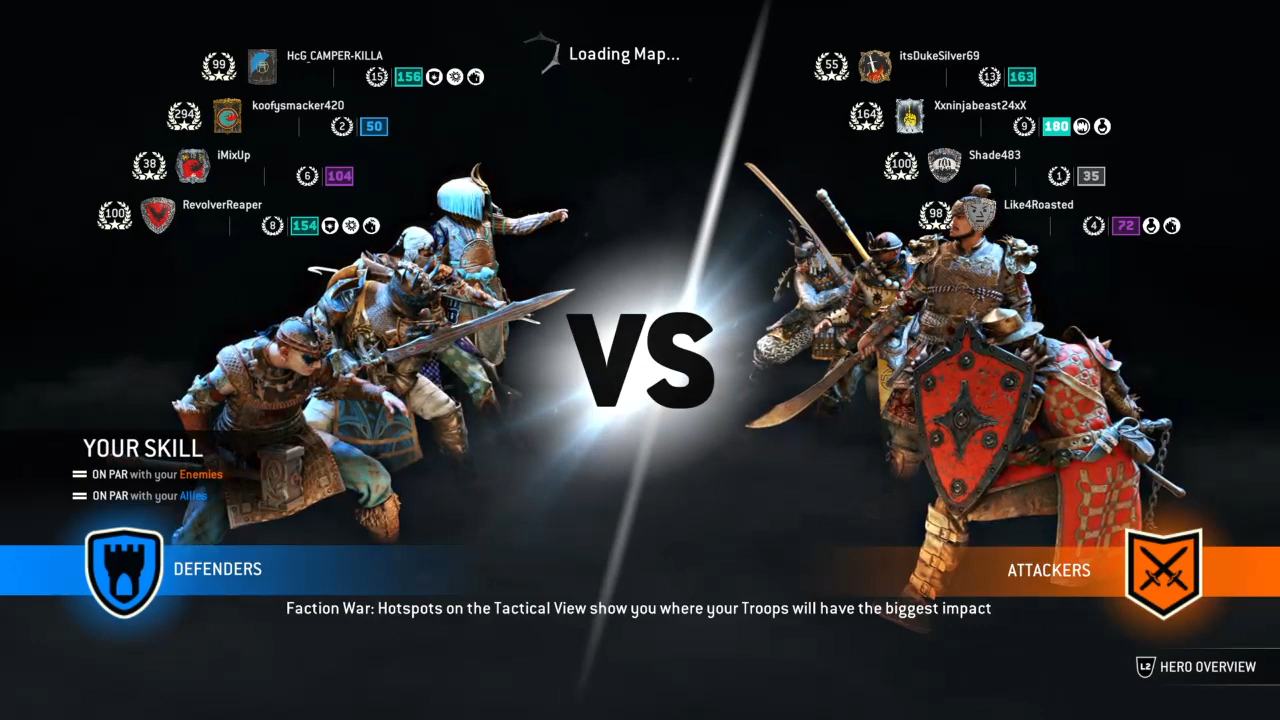 Loading Map...
99 HcG_CAMPER-KILLA
15 156
294 koofysmacker420
2 50
38 iMixUp
6 104
100 RevolverReaper
8 154
55 itsDukeSilver69
13 163
164 Xxninjabeast24xX
9 180
100 Shade483
1 35
98 Like4Roasted
4 72
VS
YOUR SKILL
ON PAR with your Enemies
ON PAR with your Allies
DEFENDERS
ATTACKERS
Faction War: Hotspots on the Tactical View show you where your Troops will have the biggest impact
L2 HERO OVERVIEW